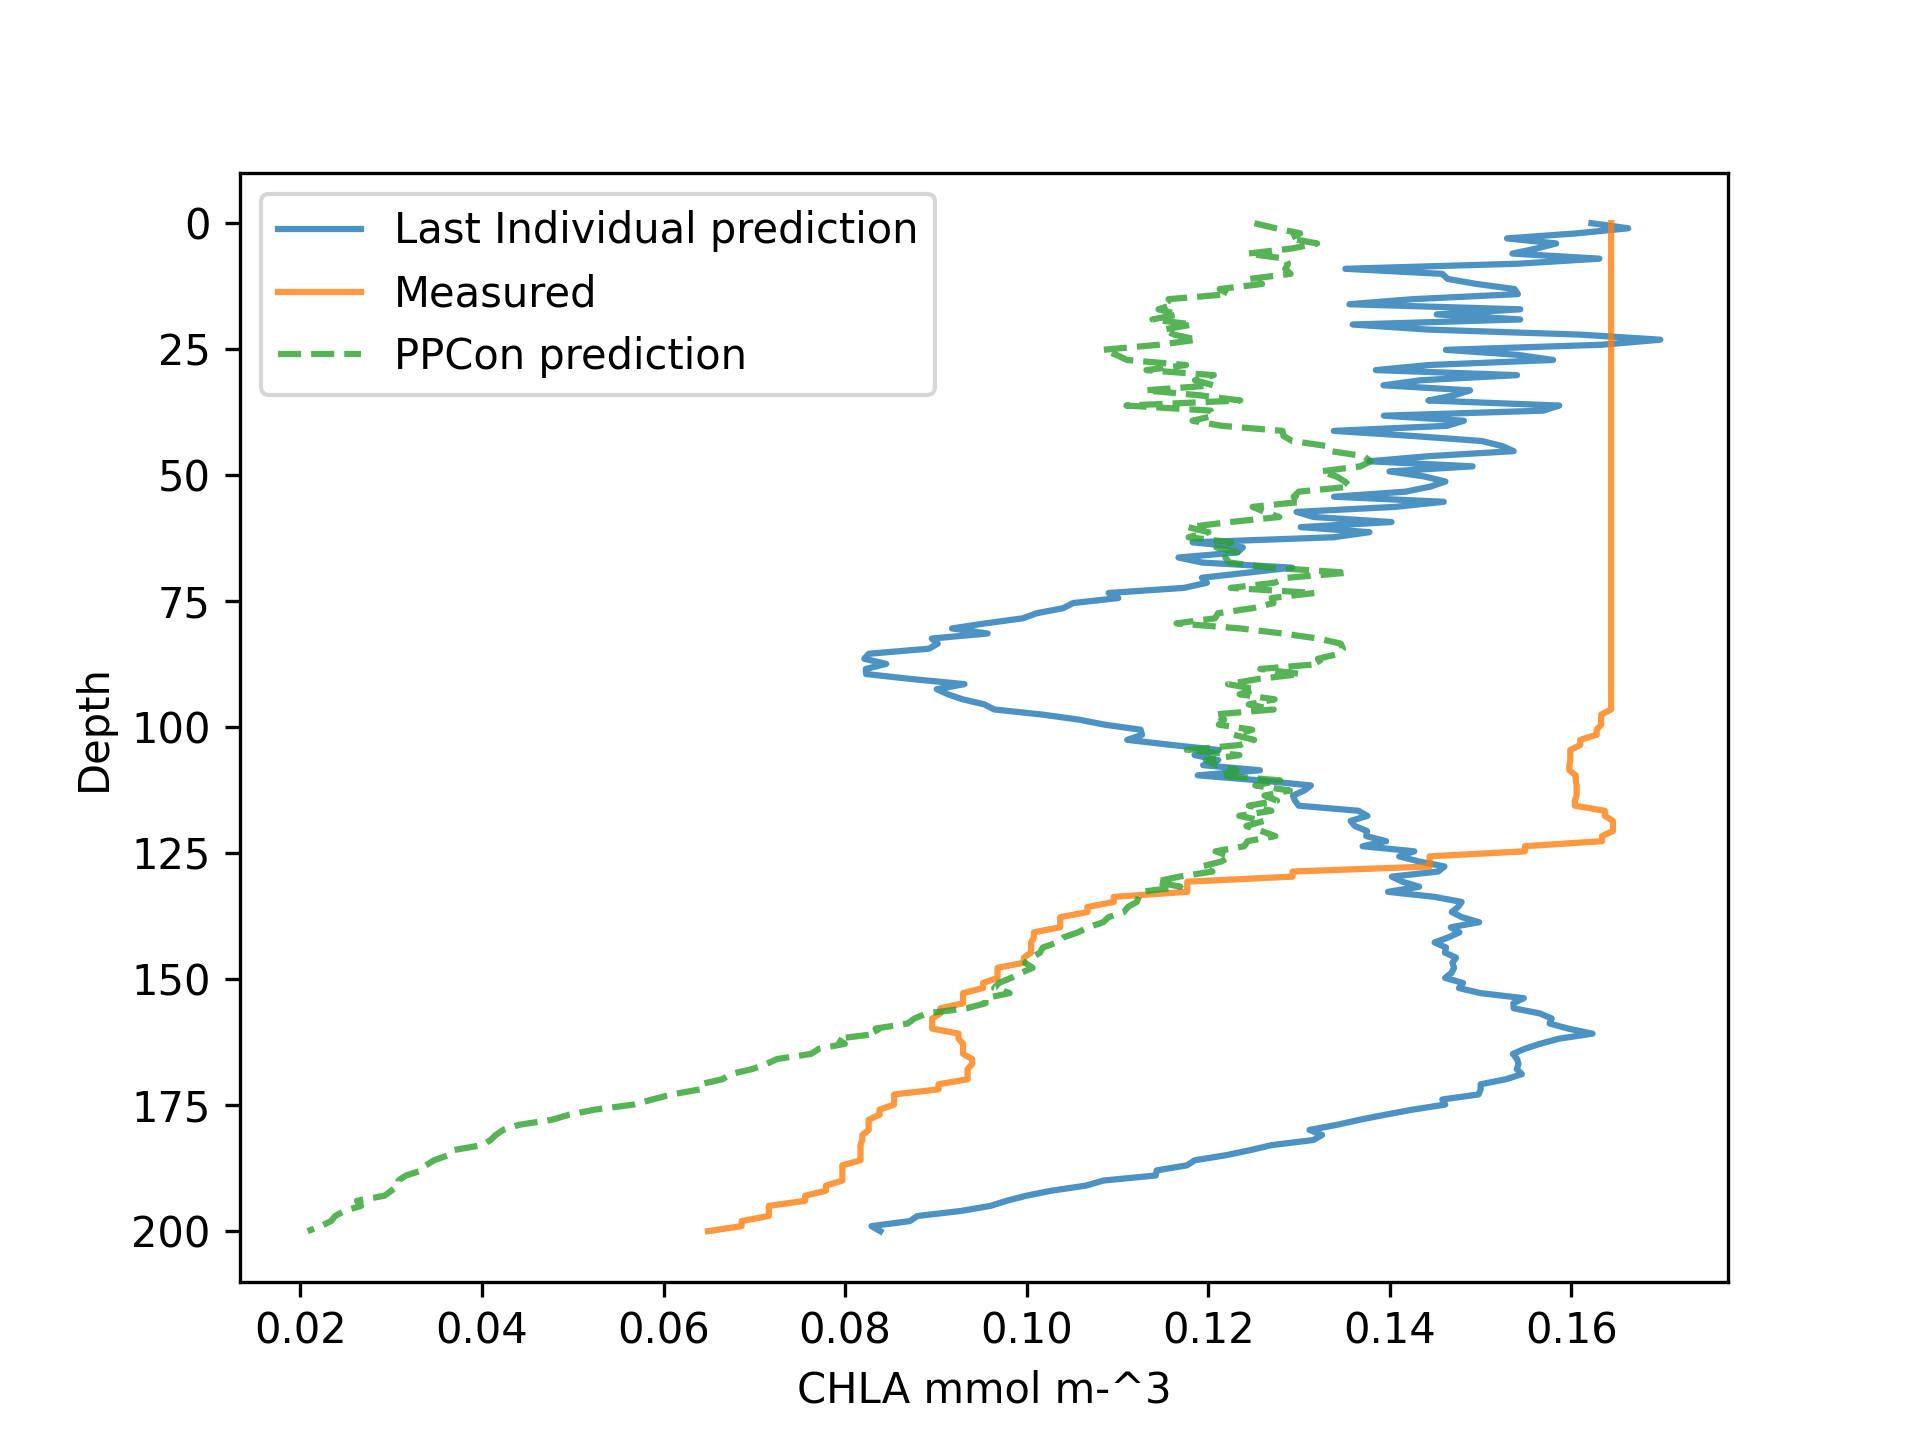 Last Individual prediction
Measured
PPCon prediction
0
25
50
75
100
125
150
175
200
Depth
0.02 0.04 0.06 0.08 0.10 0.12 0.14 0.16
CHLA mmol m-^3